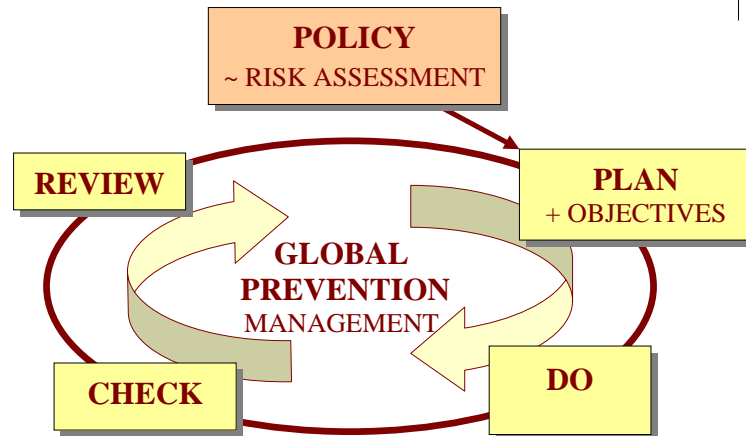 POLICY
~ RISK ASSESSMENT
REVIEW
PLAN
+ OBJECTIVES
GLOBAL
PREVENTION
MANAGEMENT
CHECK
DO